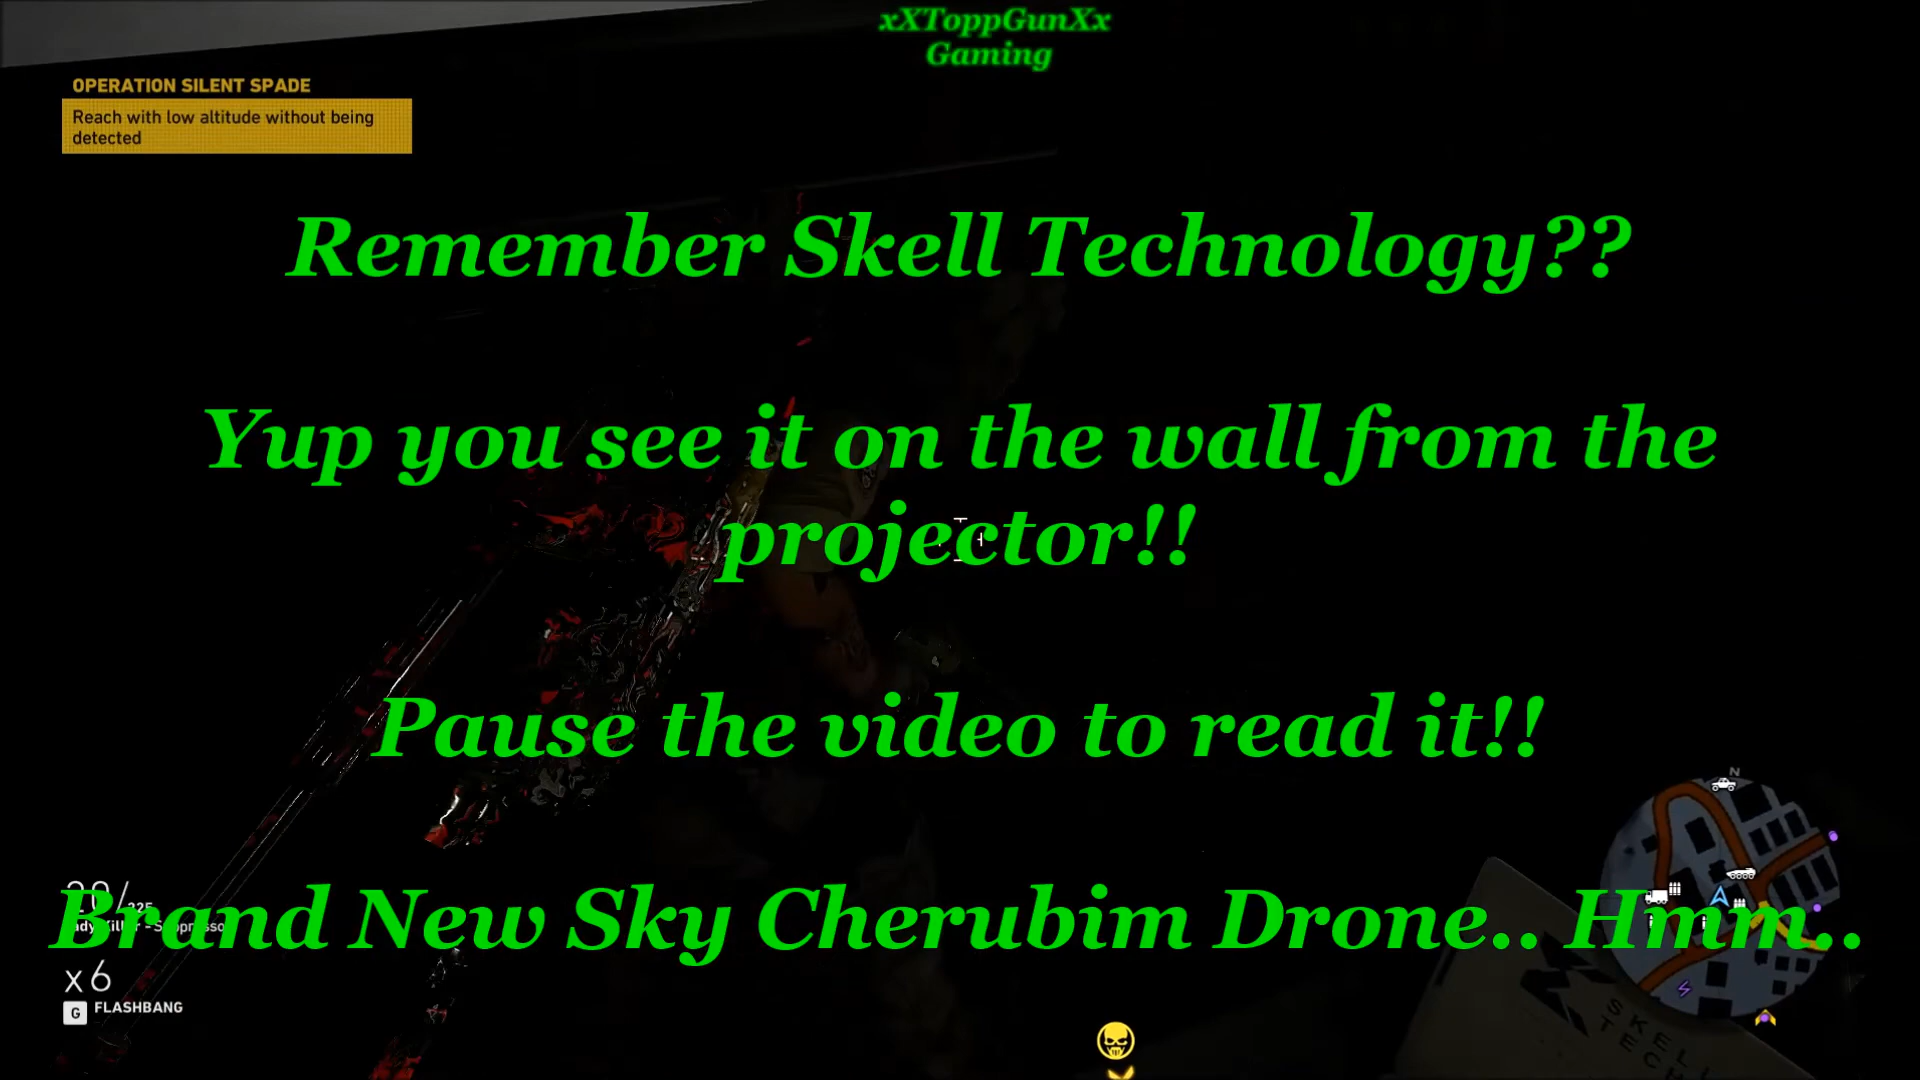 xXToppGunXx
Gaming
OPERATION SILENT SPADE
Reach with low altitude without being
detected
Remember Skell Technology??
Yup you see it on the wall from the
projector!!
Pause the video to read it!!
N
Brand New Sky Cherubim Drone.. Hmm..
x6
G FLASHBANG
SKELL
TECH